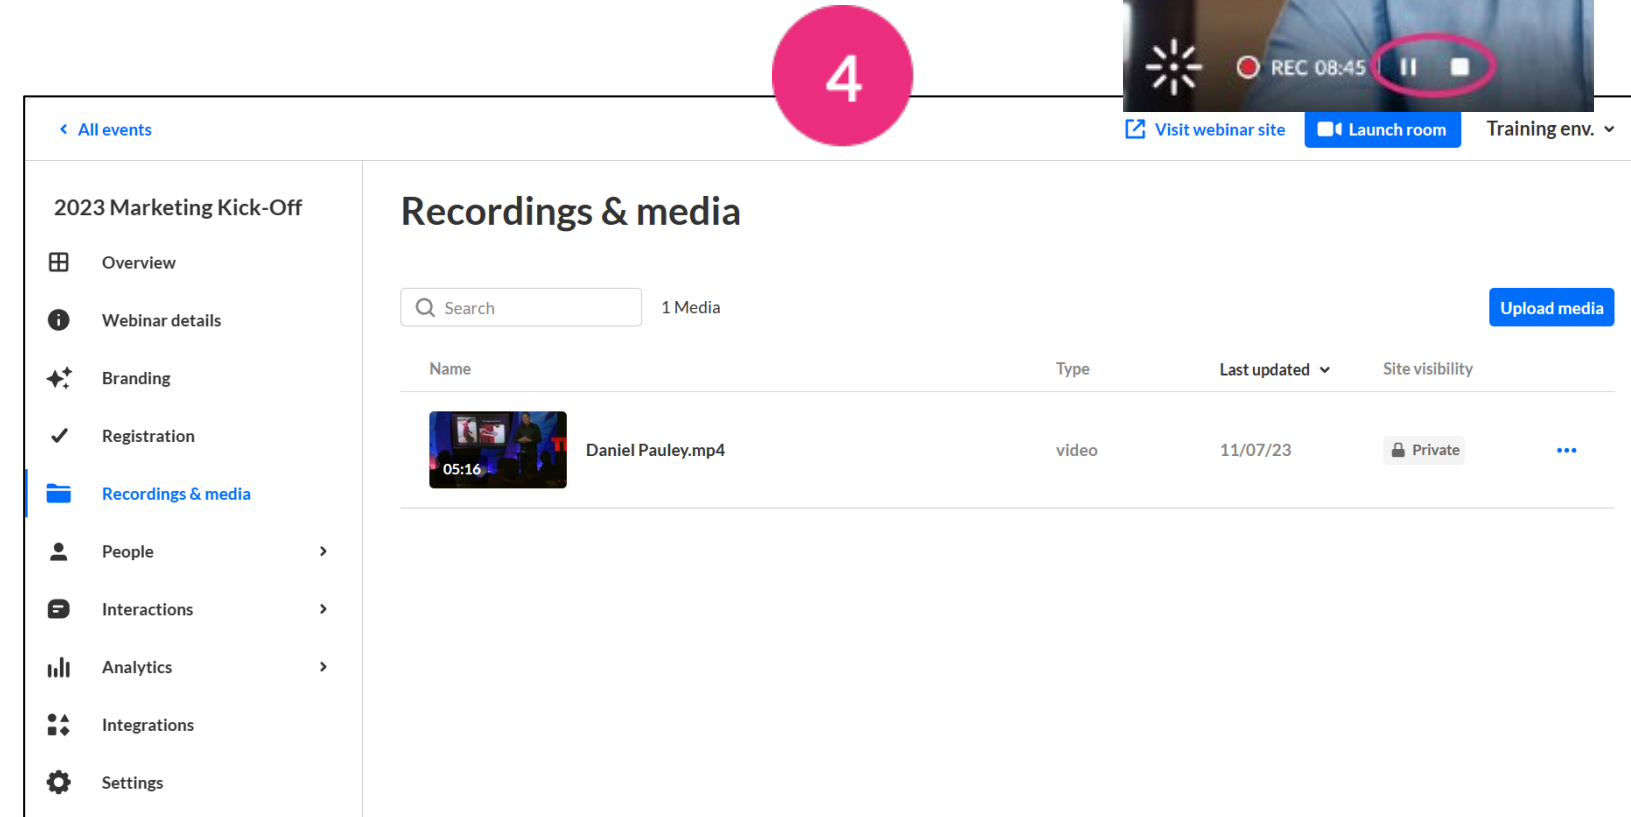 4
REC 08:45
All events
Visit webinar site
Launch room
Training env.
2023 Marketing Kick-Off
Overview
Webinar details
Branding
Registration
Recordings & media
People
Interactions
Analytics
Integrations
Settings
Recordings & media
Search
1 Media
Upload media
Name
Type
Last updated
Site visibility
05:16
Daniel Pauley.mp4
video
11/07/23
Private